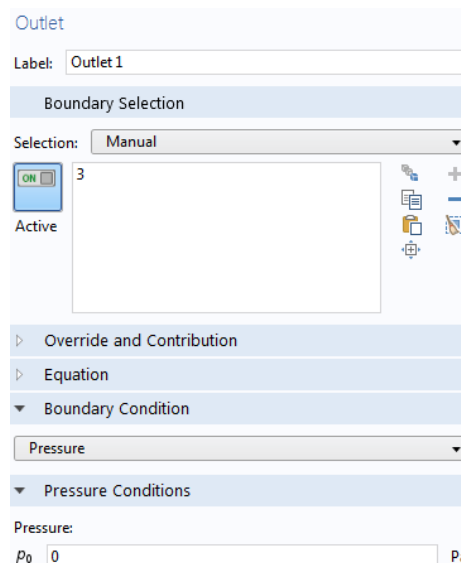 Outlet
Label: Outlet 1
Boundary Selection
Selection: Manual
ON 3
Active
Override and Contribution
Equation
Boundary Condition
Pressure
Pressure Conditions
Pressure:
p₀ 0